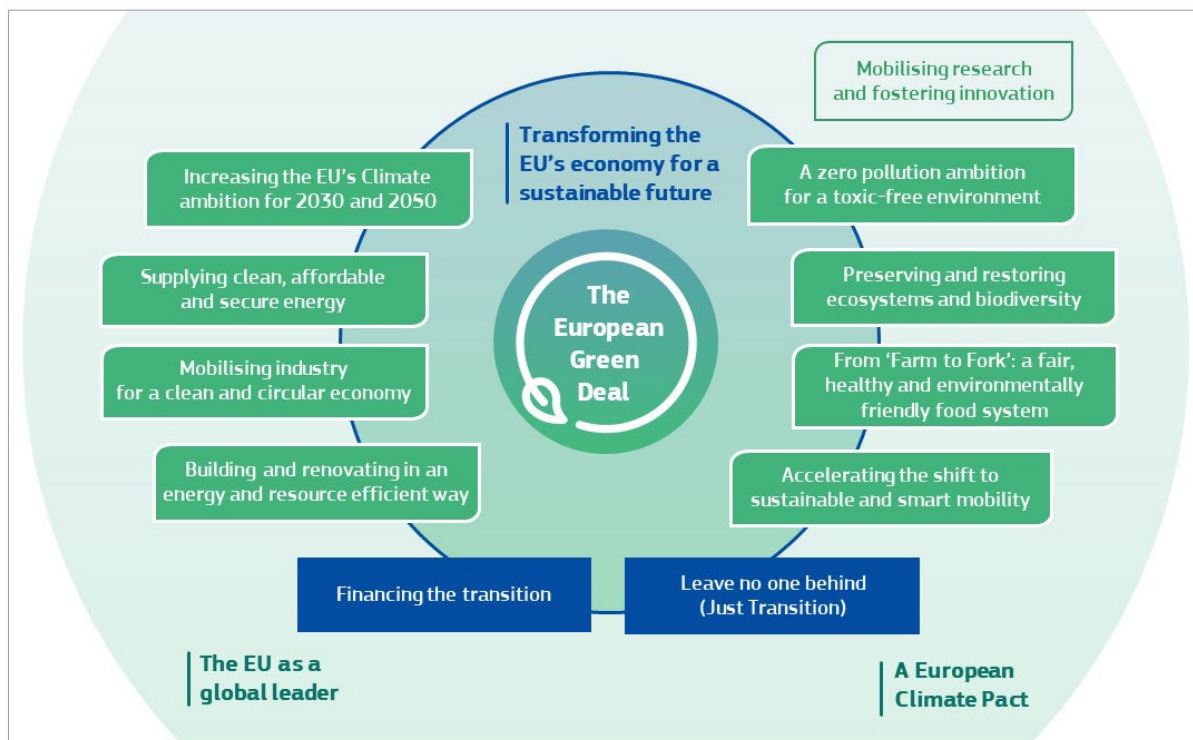 Mobilising research
and fostering innovation
Transforming the
EU's economy for a
sustainable future
Increasing the EU's Climate
ambition for 2030 and 2050
A zero pollution ambition
for a toxic-free environment
Supplying clean, affordable
and secure energy
The
European
Green
Deal
Preserving and restoring
ecosystems and biodiversity
Mobilising industry
for a clean and circular economy
From ‘Farm to Fork’: a fair,
healthy and environmentally
friendly food system
Building and renovating in an
energy and resource efficient way
Accelerating the shift to
sustainable and smart mobility
Financing the transition
Leave no one behind
(Just Transition)
The EU as a
global leader
A European
Climate Pact